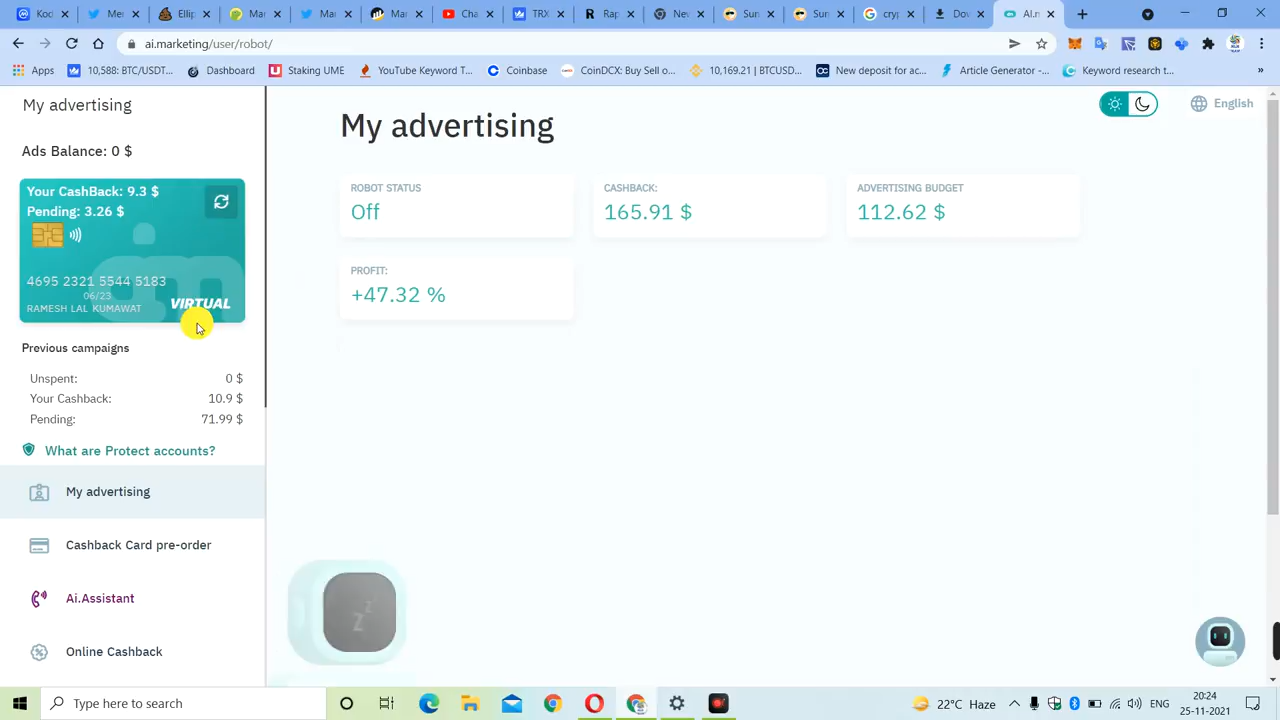 Ai.n
ai.marketing/user/robot/
Apps
10,588: BTC/USDT...
Dashboard
Staking UME
YouTube Keyword T...
Coinbase
CoinDCX: Buy Sell o...
10,169.21 | BTCUSD...
New deposit for ac...
Article Generator -...
Keyword research t...
»
My advertising
Ads Balance: 0 $
Your CashBack: 9.3 $
Pending: 3.24 $
4695 2321 5544 5183
06/23
RAMESH LAL KUMAWAT
VIRTUAL
Previous campaigns
Unspent: 0 $
Your Cashback: 10.9 $
Pending: 71.99 $
What are Protect accounts?
My advertising
Cashback Card pre-order
Ai.Assistant
Online Cashback
English
My advertising
ROBOT STATUS
Off
CASHBACK:
165.91 $
ADVERTISING BUDGET
112.62 $
PROFIT:
+47.32 %
z z
Type here to search
22°C Haze
20:24
25-11-2021